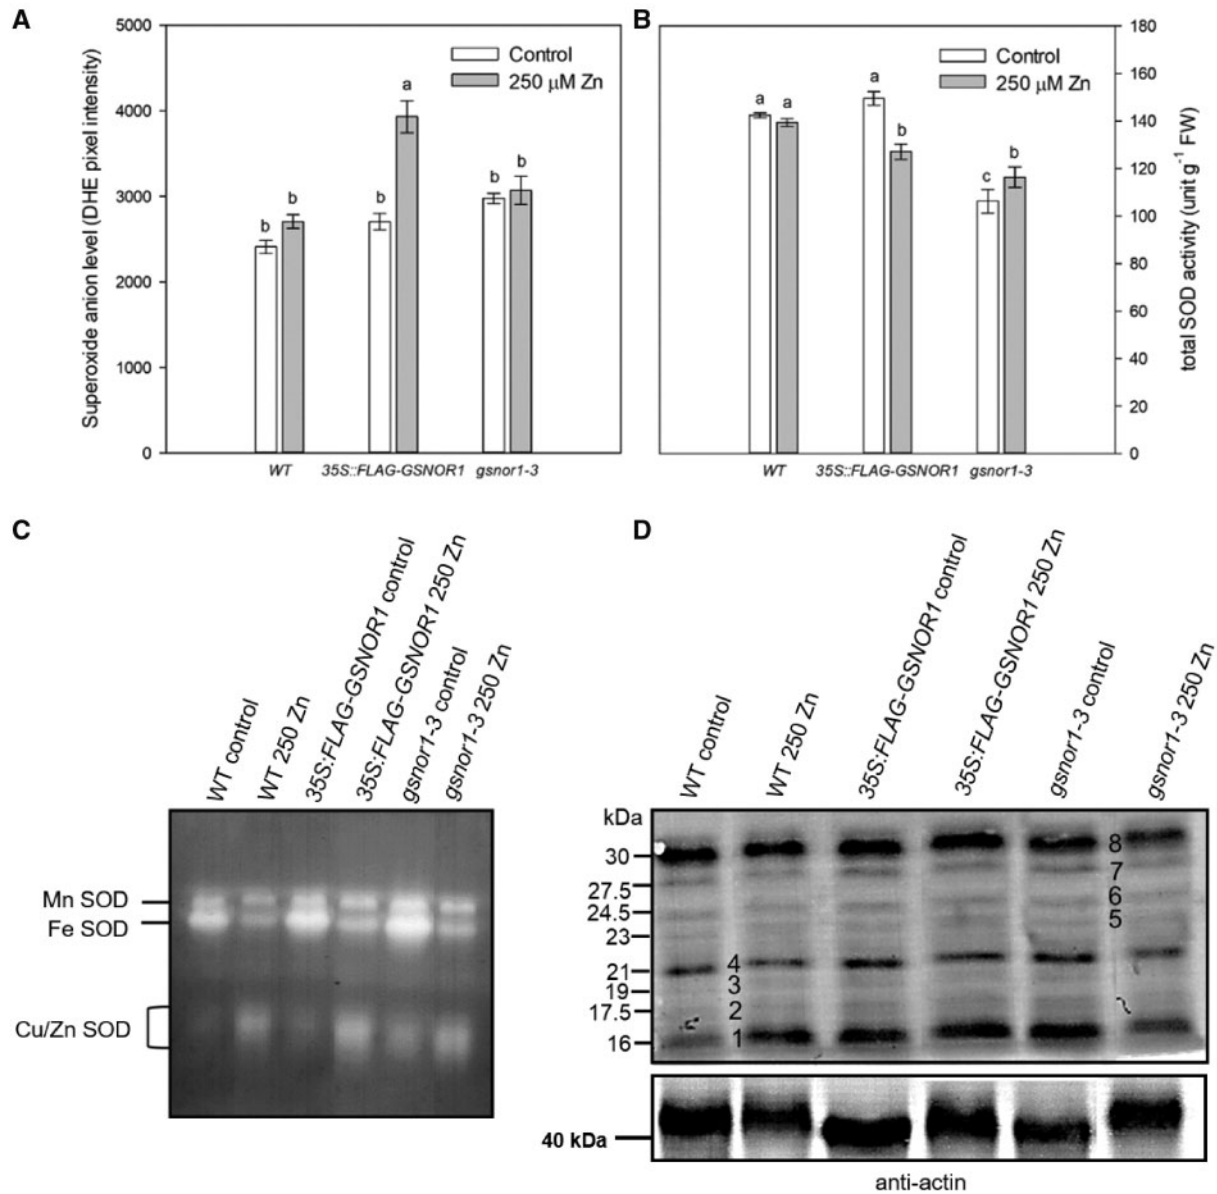 A
Superoxide anion level (DHE pixel intensity)
5000
4000
3000
2000
1000
0
Control
250 μM Zn
b
b
b
a
b
b
WT
35S::FLAG-GSNOR1
gsnor1-3
B
Control
250 μM Zn
a
a
a
b
c
b
WT
35S::FLAG-GSNOR1
gsnor1-3
180
160
140
120
100
80
60
40
20
0
total SOD activity (unit g-1 FW)
C
WT control
WT 250 Zn
35S:FLAG-GSNOR1 control
35S:FLAG-GSNOR1 250 Zn
gsnor1-3 control
gsnor1-3 250 Zn
Mn SOD
Fe SOD
Cu/Zn SOD
D
WT control
WT 250 Zn
35S:FLAG-GSNOR1 control
35S:FLAG-GSNOR1 250 Zn
gsnor1-3 control
gsnor1-3 250 Zn
kDa
30
27.5
24.5
23
21
19
17.5
16
8
7
6
5
4
3
2
1
40 kDa
anti-actin